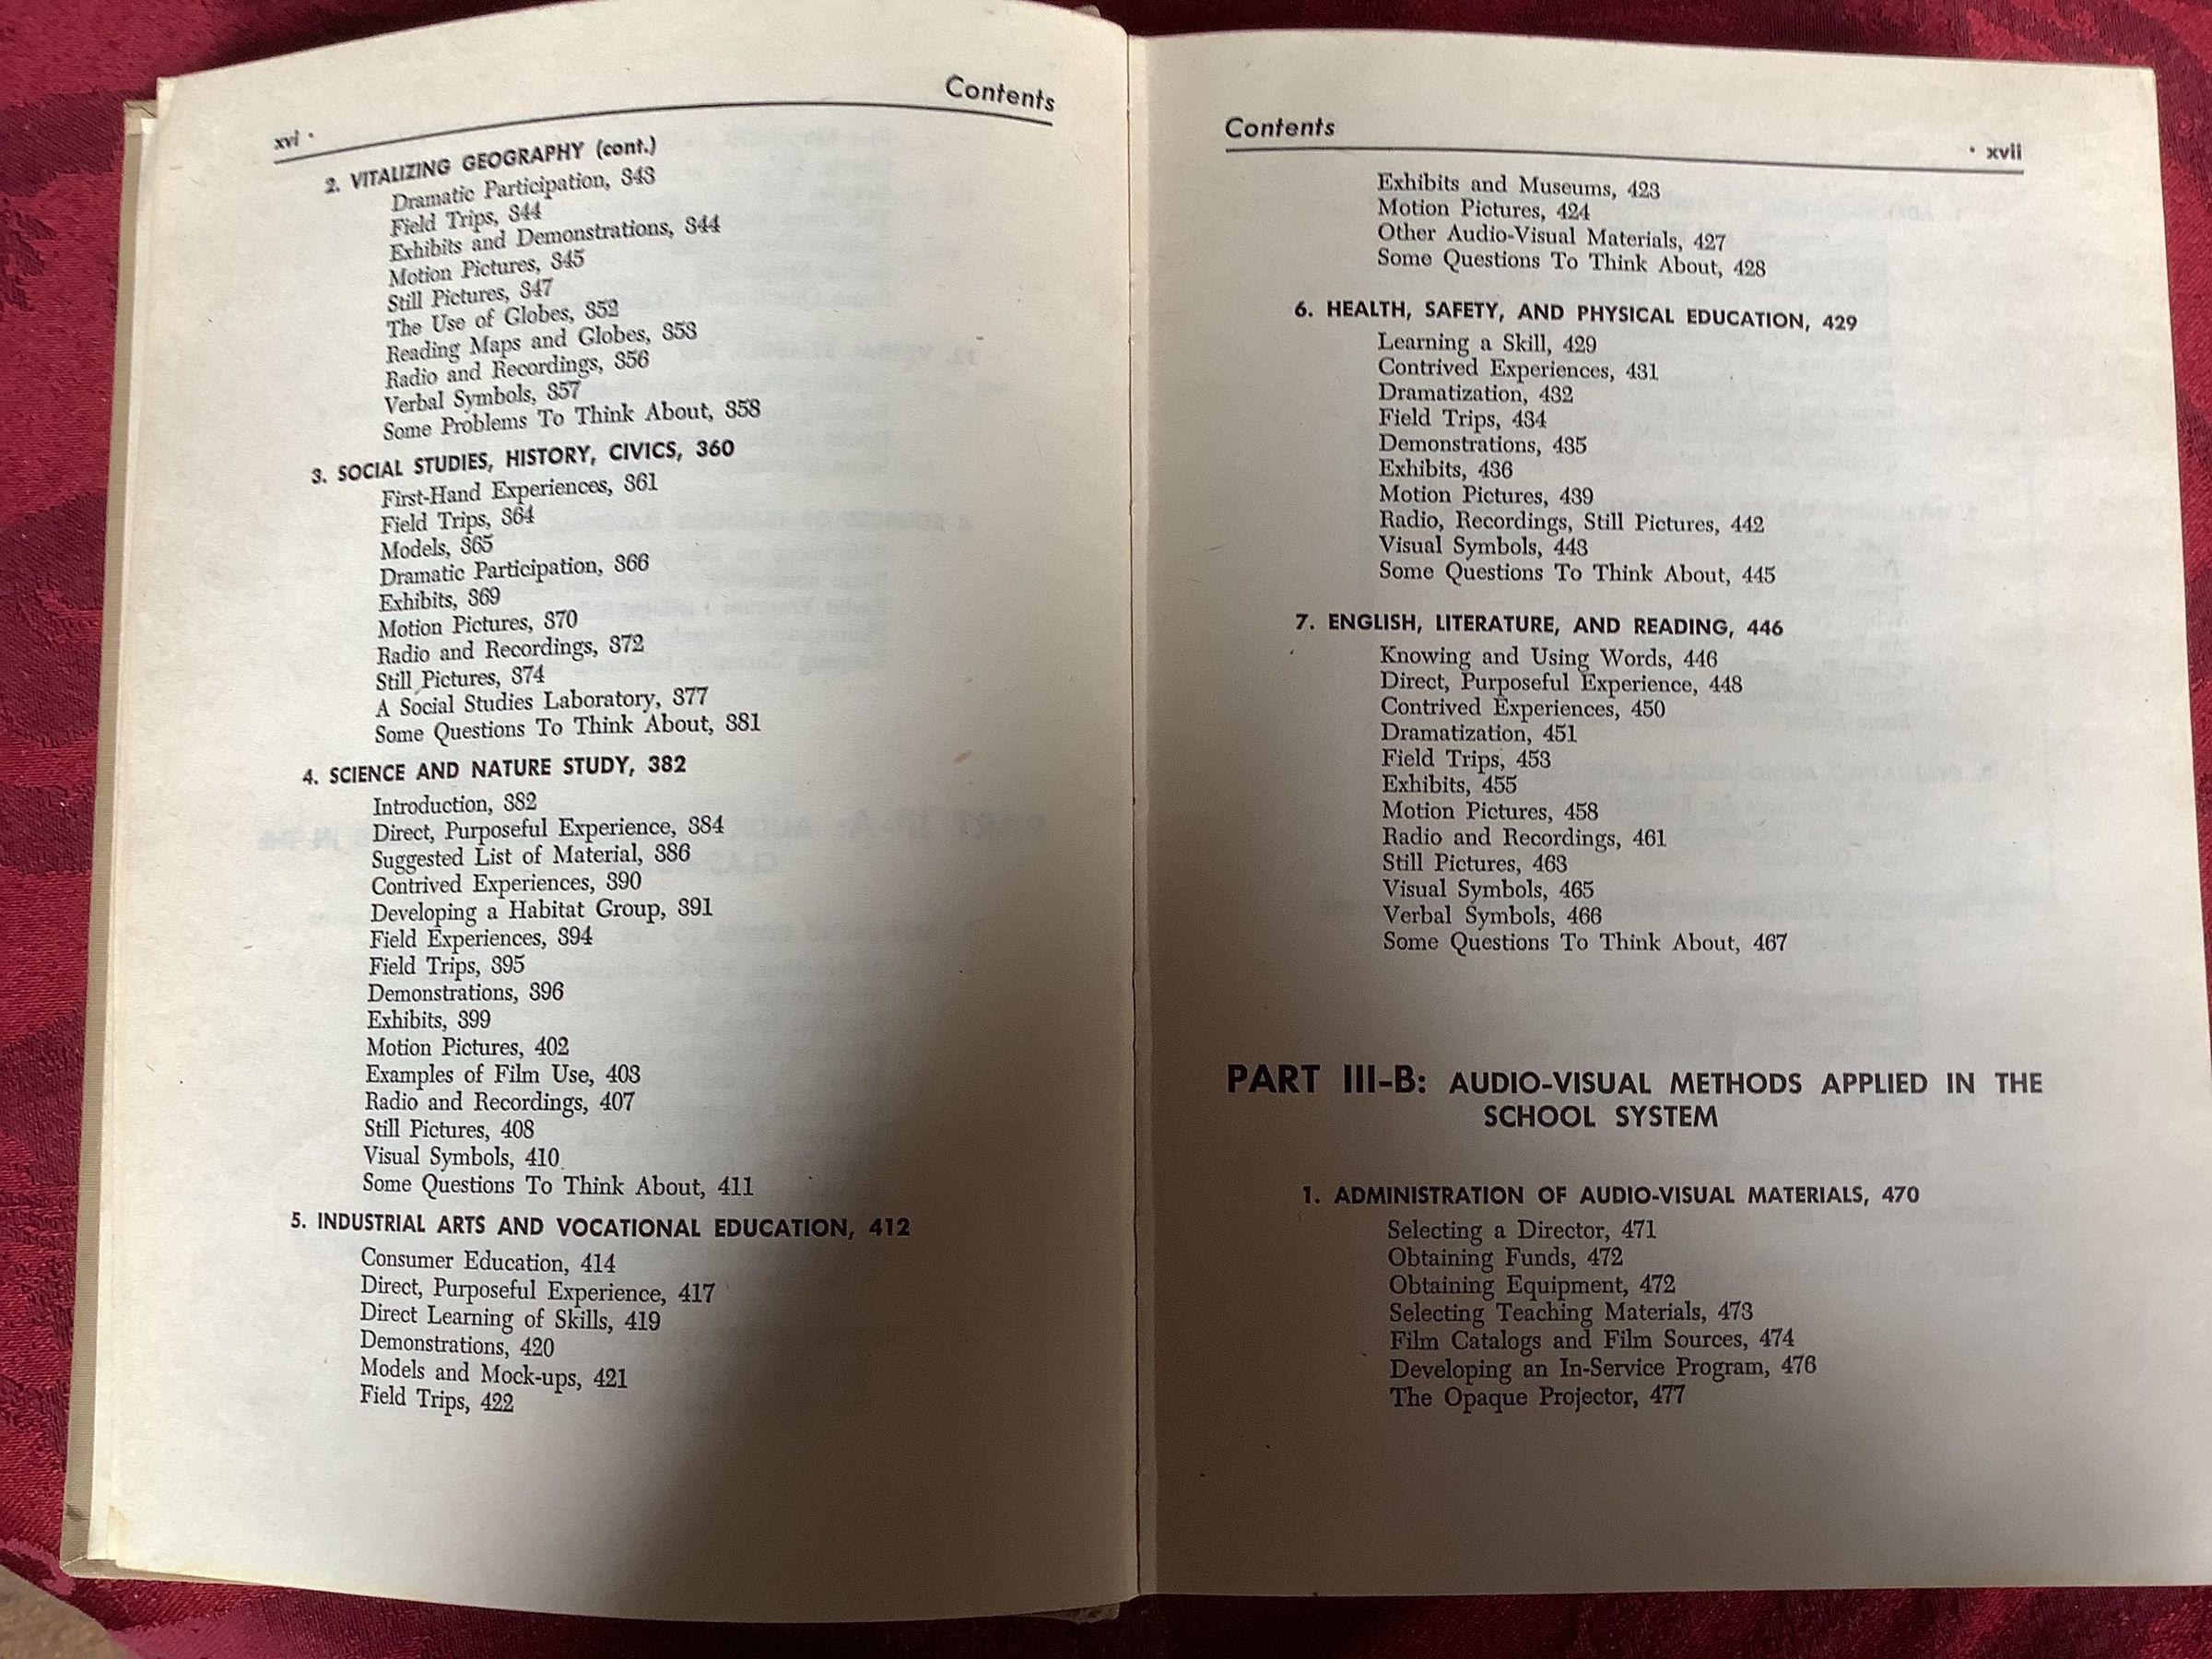 xvi •
Contents
2. VITALIZING GEOGRAPHY (cont.)
Dramatic Participation, 343
Field Trips, 344
Exhibits and Demonstrations, 344
Motion Pictures, 345
Still Pictures, 347
The Use of Globes, 352
Reading Maps and Globes, 353
Radio and Recordings, 356
Verbal Symbols, 357
Some Problems To Think About, 358
3. SOCIAL STUDIES, HISTORY, CIVICS, 360
First-Hand Experiences, 361
Field Trips, 364
Models, 365
Dramatic Participation, 366
Exhibits, 369
Motion Pictures, 370
Radio and Recordings, 372
Still Pictures, 374
A Social Studies Laboratory, 377
Some Questions To Think About, 381
4. SCIENCE AND NATURE STUDY, 382
Introduction, 382
Direct, Purposeful Experience, 384
Suggested List of Material, 386
Contrived Experiences, 390
Developing a Habitat Group, 391
Field Experiences, 394
Field Trips, 395
Demonstrations, 396
Exhibits, 399
Motion Pictures, 402
Examples of Film Use, 403
Radio and Recordings, 407
Still Pictures, 408
Visual Symbols, 410
Some Questions To Think About, 411
5. INDUSTRIAL ARTS AND VOCATIONAL EDUCATION, 412
Consumer Education, 414
Direct, Purposeful Experience, 417
Direct Learning of Skills, 419
Demonstrations, 420
Models and Mock-ups, 421
Field Trips, 422
Contents
• xvii
Exhibits and Museums, 423
Motion Pictures, 424
Other Audio-Visual Materials, 427
Some Questions To Think About, 428
6. HEALTH, SAFETY, AND PHYSICAL EDUCATION, 429
Learning a Skill, 429
Contrived Experiences, 431
Dramatization, 432
Field Trips, 434
Demonstrations, 435
Exhibits, 436
Motion Pictures, 439
Radio, Recordings, Still Pictures, 442
Visual Symbols, 443
Some Questions To Think About, 445
7. ENGLISH, LITERATURE, AND READING, 446
Knowing and Using Words, 446
Direct, Purposeful Experience, 448
Contrived Experiences, 450
Dramatization, 451
Field Trips, 453
Exhibits, 455
Motion Pictures, 458
Radio and Recordings, 461
Still Pictures, 463
Visual Symbols, 465
Verbal Symbols, 466
Some Questions To Think About, 467
PART III-B: AUDIO-VISUAL METHODS APPLIED IN THE
SCHOOL SYSTEM
1. ADMINISTRATION OF AUDIO-VISUAL MATERIALS, 470
Selecting a Director, 471
Obtaining Funds, 472
Obtaining Equipment, 472
Selecting Teaching Materials, 473
Film Catalogs and Film Sources, 474
Developing an In-Service Program, 476
The Opaque Projector, 477